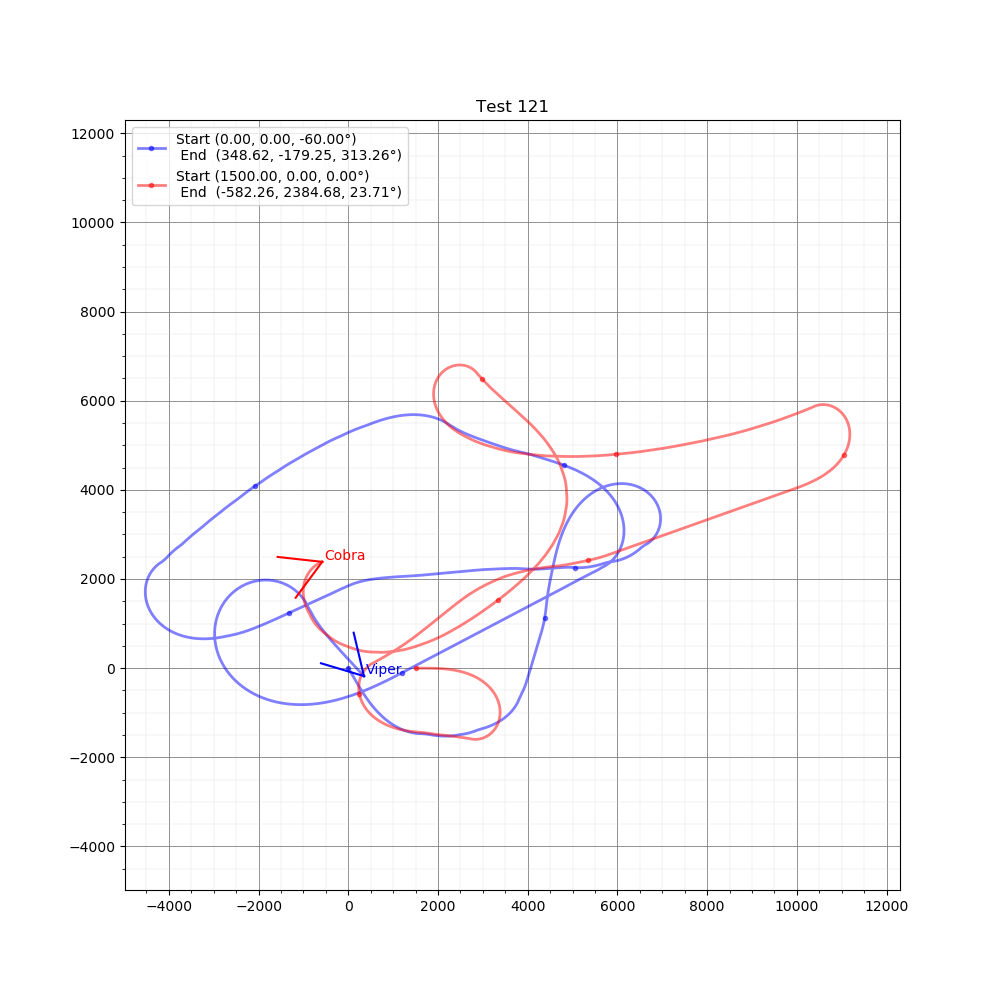 Test 121
Start (0.00, 0.00, -60.00°)
End (348.62, -179.25, 313.26°)
Start (1500.00, 0.00, 0.00°)
End (-582.26, 2384.68, 23.71°)
12000
10000
8000
6000
4000
2000
0
−2000
−4000
Cobra
Viper
−4000 −2000 0 2000 4000 6000 8000 10000 12000